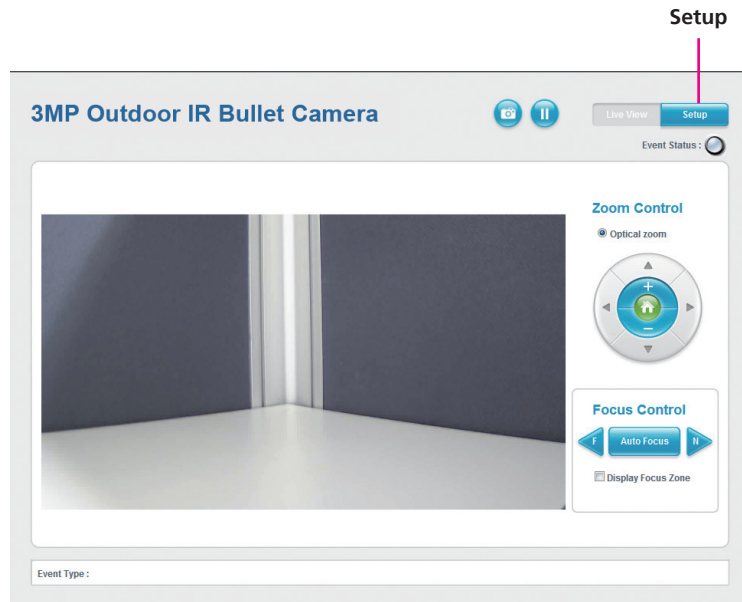 Setup
3MP Outdoor IR Bullet Camera
Live View
Setup
Event Status :
Zoom Control
Optical zoom
+
−
Focus Control
F
Auto Focus
N
Display Focus Zone
Event Type :